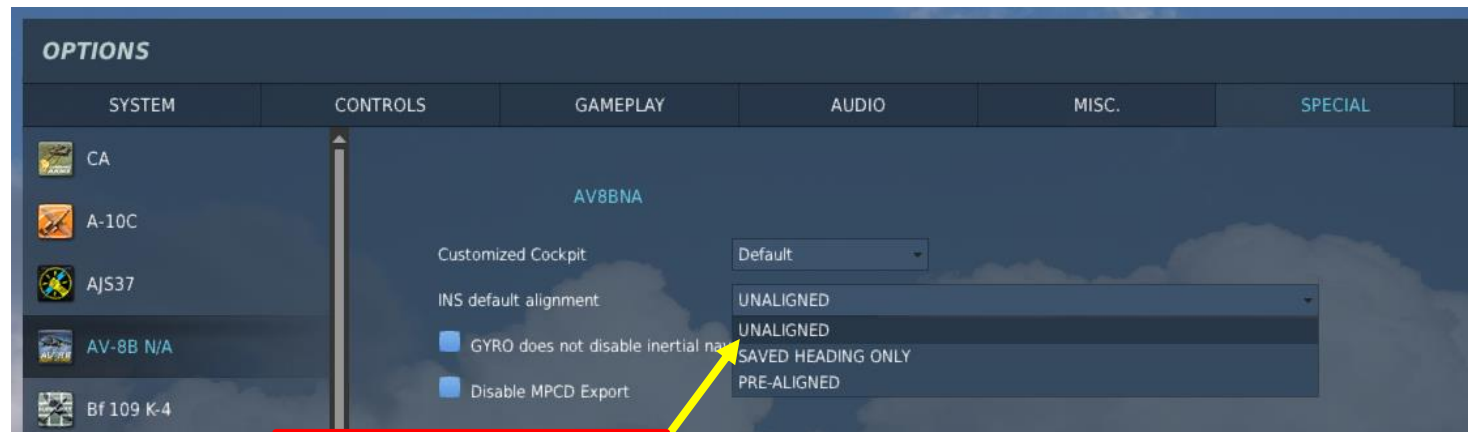 OPTIONS
SYSTEM CONTROLS GAMEPLAY AUDIO MISC. SPECIAL
CA
A-10C
AJS37
AV-8B N/A
Bf 109 K-4
AV8BNA
Customized Cockpit Default
INS default alignment UNALIGNED
UNALIGNED
GYRO does not disable inertial nav
SAVED HEADING ONLY
PRE-ALIGNED
Disable MPCD Export